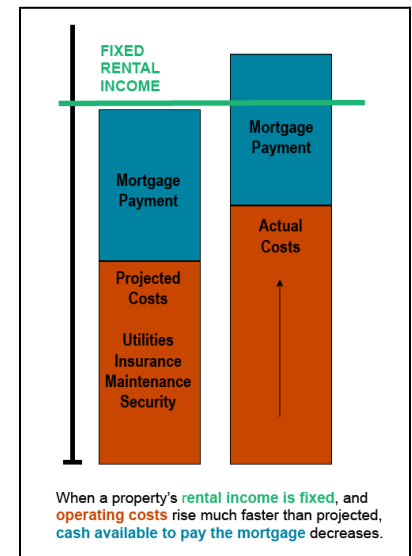 FIXED
RENTAL
INCOME
Mortgage
Payment
Projected
Costs
Utilities
Insurance
Maintenance
Security
Mortgage
Payment
Actual
Costs
When a property's rental income is fixed, and
operating costs rise much faster than projected,
cash available to pay the mortgage decreases.